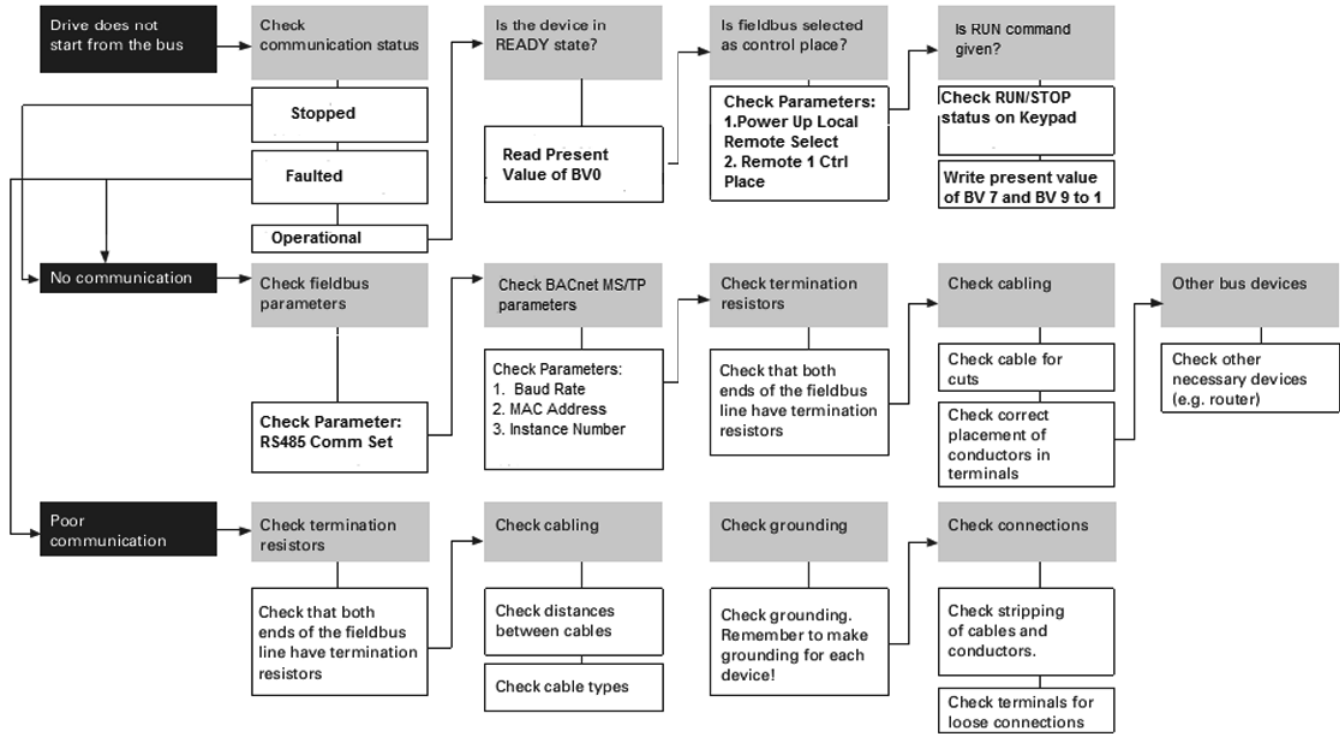 Drive does not
start from the bus
Check
communication status
Stopped
Faulted
Operational
Is the device in
READY state?
Read Present
Value of BV0
Is fieldbus selected
as control place?
Check Parameters:
1.Power Up Local
Remote Select
2. Remote 1 Ctrl
Place
Is RUN command
given?
Check RUN/STOP
status on Keypad
Write present value
of BV 7 and BV 9 to 1
No communication
Check fieldbus
parameters
Check Parameter:
RS485 Comm Set
Check BACnet MS/TP
parameters
Check Parameters:
1. Baud Rate
2. MAC Address
3. Instance Number
Check termination
resistors
Check that both
ends of the fieldbus
line have termination
resistors
Check cabling
Check cable for
cuts
Check correct
placement of
conductors in
terminals
Other bus devices
Check other
necessary devices
(e.g. router)
Poor
communication
Check termination
resistors
Check that both
ends of the fieldbus
line have termination
resistors
Check cabling
Check distances
between cables
Check cable types
Check grounding
Check grounding.
Remember to make
grounding for each
device!
Check connections
Check stripping
of cables and
conductors.
Check terminals for
loose connections